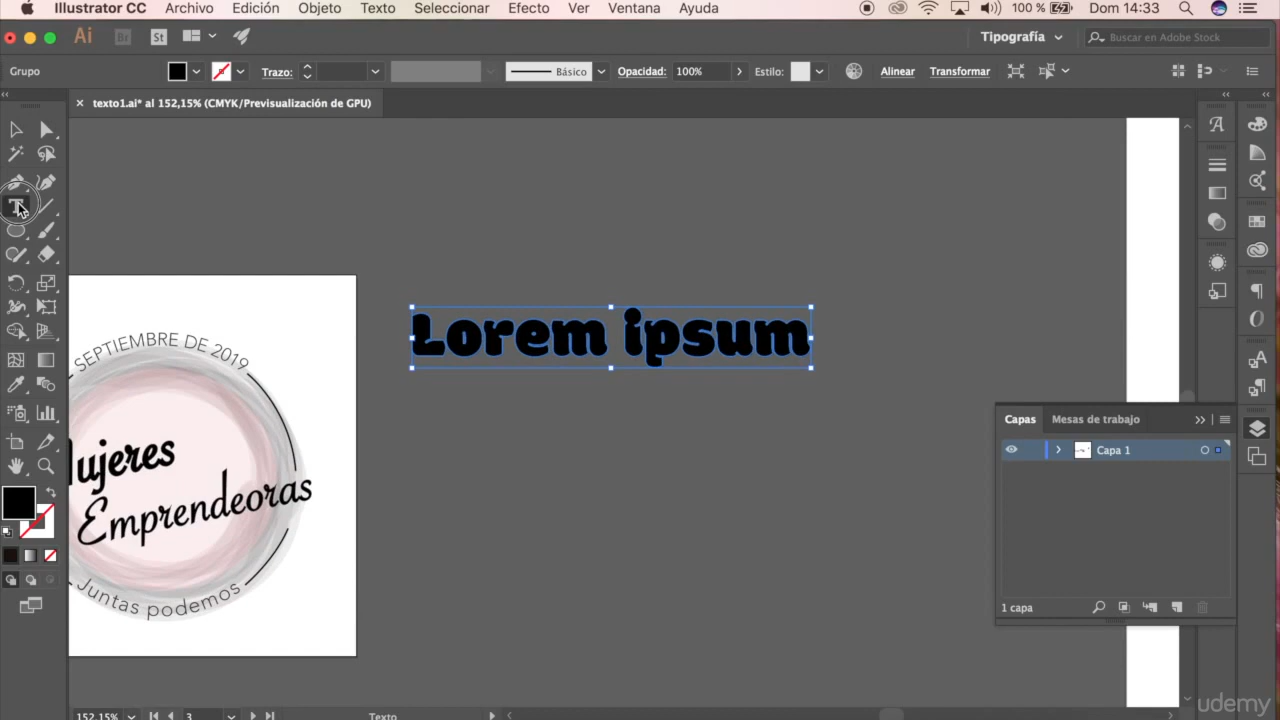 Illustrator CC Archivo Edición Objeto Texto Seleccionar Efecto Ver Ventana Ayuda 100 % Dom 14:33
Ai Br St Tipografía Buscar en Adobe Stock
Grupo Trazo: Básico Opacidad: 100% Estilo: Alinear Transformar
texto1.ai* al 152,15% (CMYK/Previsualización de GPU)
Lorem ipsum
SEPTIEMBRE DE 2019
ujeres
Emprendeoras
Juntas podemos
Capas Mesas de trabajo
Capa 1
1 capa
152,15% 3 Texto
udemy